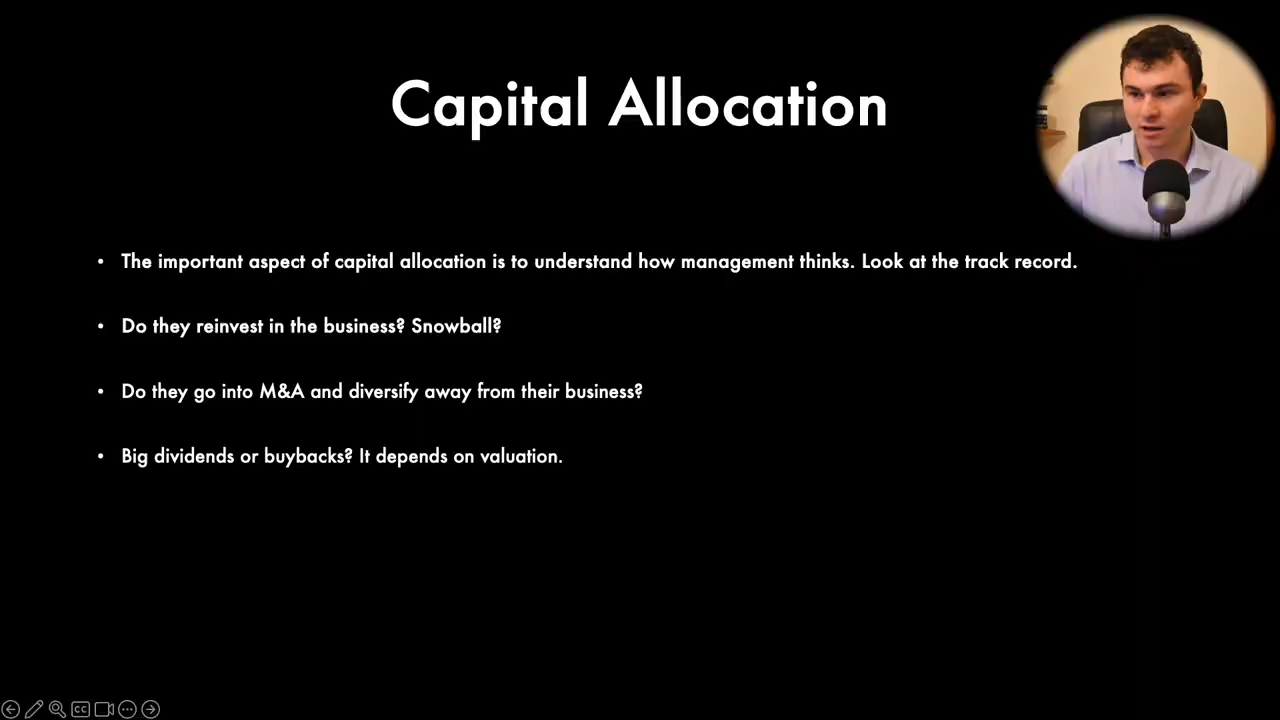 Capital Allocation
• The important aspect of capital allocation is to understand how management thinks. Look at the track record.
• Do they reinvest in the business? Snowball?
• Do they go into M&A and diversify away from their business?
• Big dividends or buybacks? It depends on valuation.
CC